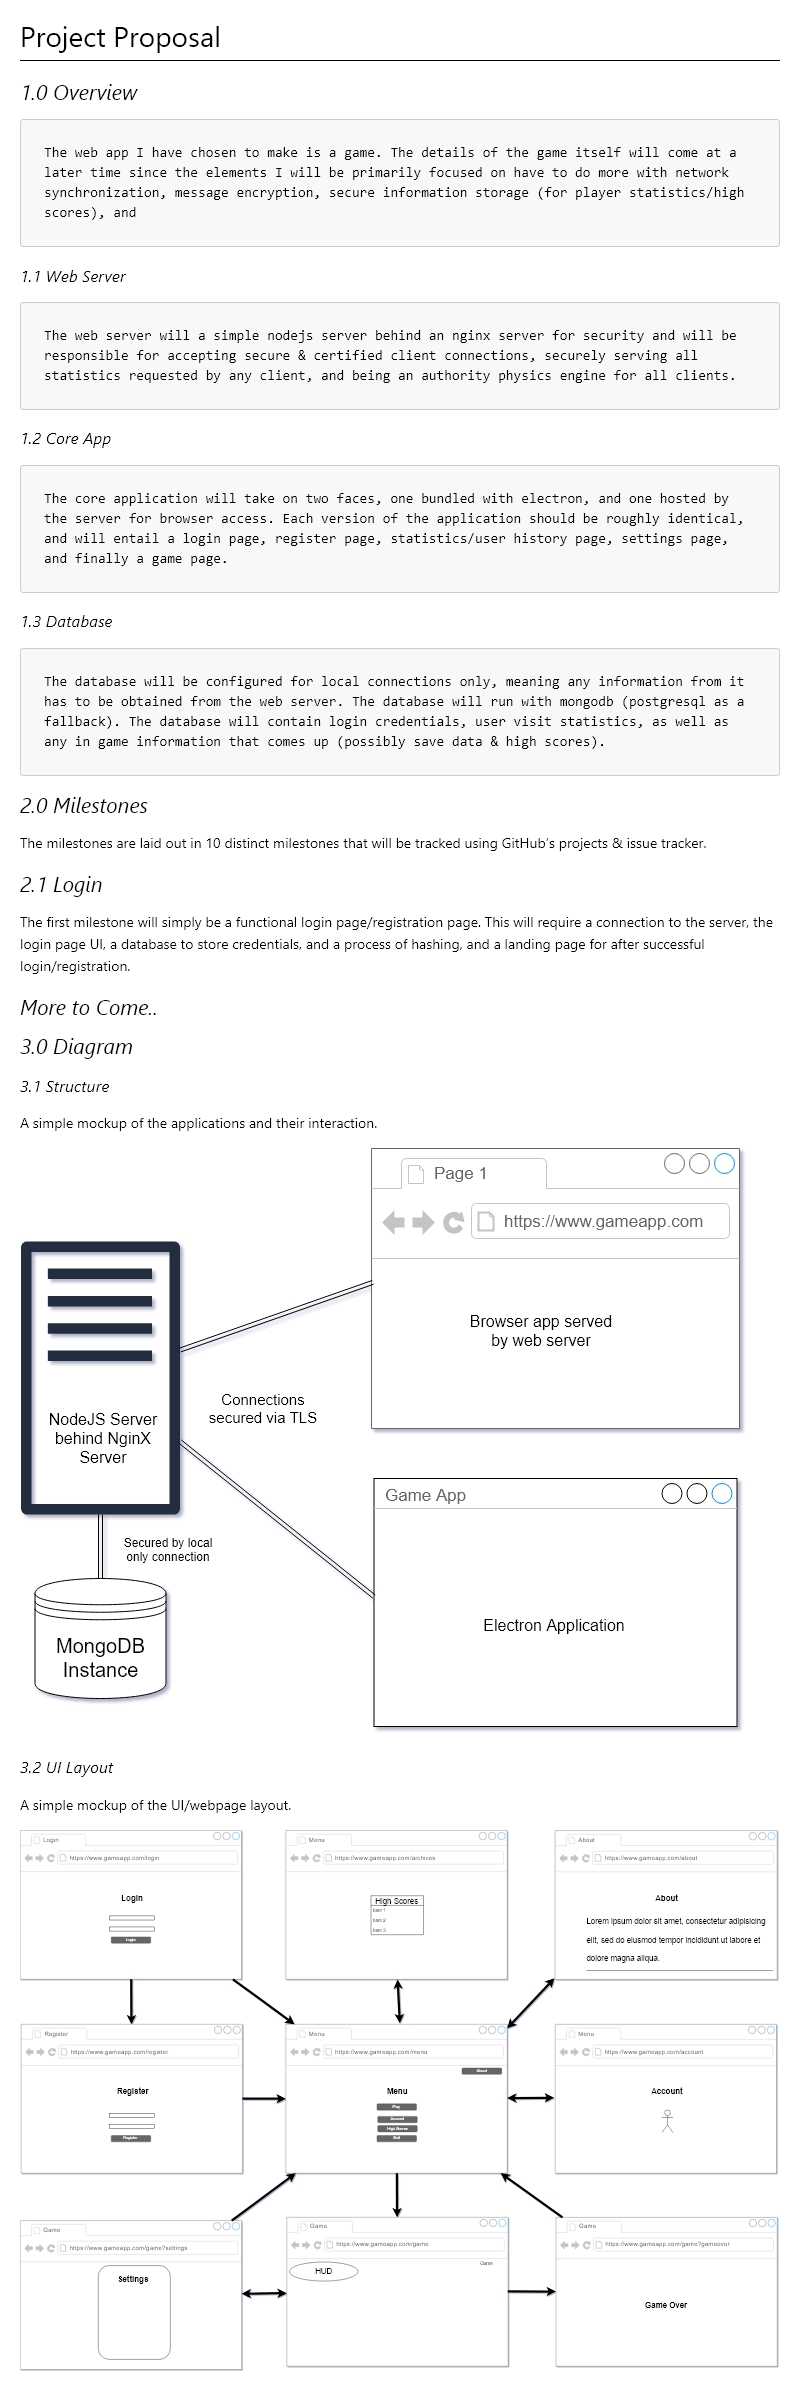 Project Proposal
1.0 Overview
The web app I have chosen to make is a game. The details of the game itself will come at a
later time since the elements I will be primarily focused on have to do more with network
synchronization, message encryption, secure information storage (for player statistics/high
scores), and
1.1 Web Server
The web server will a simple nodejs server behind an nginx server for security and will be
responsible for accepting secure & certified client connections, securely serving all
statistics requested by any client, and being an authority physics engine for all clients.
1.2 Core App
The core application will take on two faces, one bundled with electron, and one hosted by
the server for browser access. Each version of the application should be roughly identical,
and will entail a login page, register page, statistics/user history page, settings page,
and finally a game page.
1.3 Database
The database will be configured for local connections only, meaning any information from it
has to be obtained from the web server. The database will run with mongodb (postgresql as a
fallback). The database will contain login credentials, user visit statistics, as well as
any in game information that comes up (possibly save data & high scores).
2.0 Milestones
The milestones are laid out in 10 distinct milestones that will be tracked using GitHub's projects & issue tracker.
2.1 Login
The first milestone will simply be a functional login page/registration page. This will require a connection to the server, the
login page UI, a database to store credentials, and a process of hashing, and a landing page for after successful
login/registration.
More to Come..
3.0 Diagram
3.1 Structure
A simple mockup of the applications and their interaction.
Page 1
https://www.gameapp.com
Browser app served
by web server
NodeJS Server
behind NginX
Server
Connections
secured via TLS
Game App
Electron Application
Secured by local
only connection
MongoDB
Instance
3.2 UI Layout
A simple mockup of the UI/webpage layout.
Login
https://www.gameapp.com/login
Login
Login
Menu
https://www.gameapp.com/archives
High Scores
Item 1
Item 2
Item 3
About
https://www.gameapp.com/about
About
Lorem ipsum dolor sit amet, consectetur adipisicing
elit, sed do eiusmod tempor incididunt ut labore et
dolore magna aliqua.
Register
https://www.gameapp.com/register
Register
Register
Menu
https://www.gameapp.com/menu
About
Menu
Play
Account
High Scores
Exit
Menu
https://www.gameapp.com/account
Account
Game
https://www.gameapp.com/game?settings
Settings
Game
https://www.gameapp.com/game
HUD
Game
Game
https://www.gameapp.com/game?gameover
Game Over